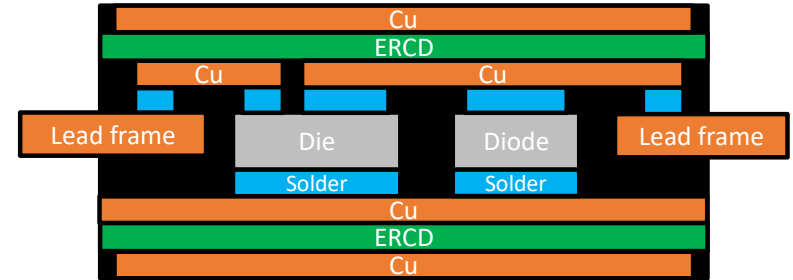 Cu
ERCD
Cu Cu
Lead frame Die Diode Lead frame
Solder Solder
Cu
ERCD
Cu